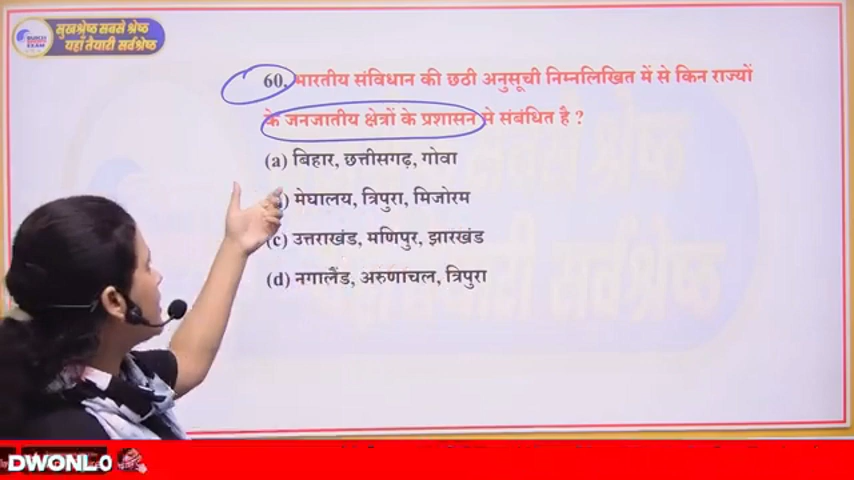 सुखश्रेष्ठ सबसे श्रेष्ठ
यहाँ तैयारी सर्वश्रेष्ठ
60. भारतीय संविधान की छठी अनुसूची निम्नलिखित में से किन राज्यों
के जनजातीय क्षेत्रों के प्रशासन से संबंधित है ?
(a) बिहार, छत्तीसगढ़, गोवा
) मेघालय, त्रिपुरा, मिजोरम
(c) उत्तराखंड, मणिपुर, झारखंड
(d) नगालैंड, अरुणाचल, त्रिपुरा
DWONLO